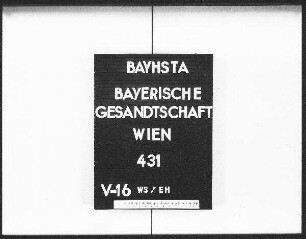 BAYHSTA
BAYERISCHE
GESANDTSCHAFT
WIEN
431
V-16 WS/EH